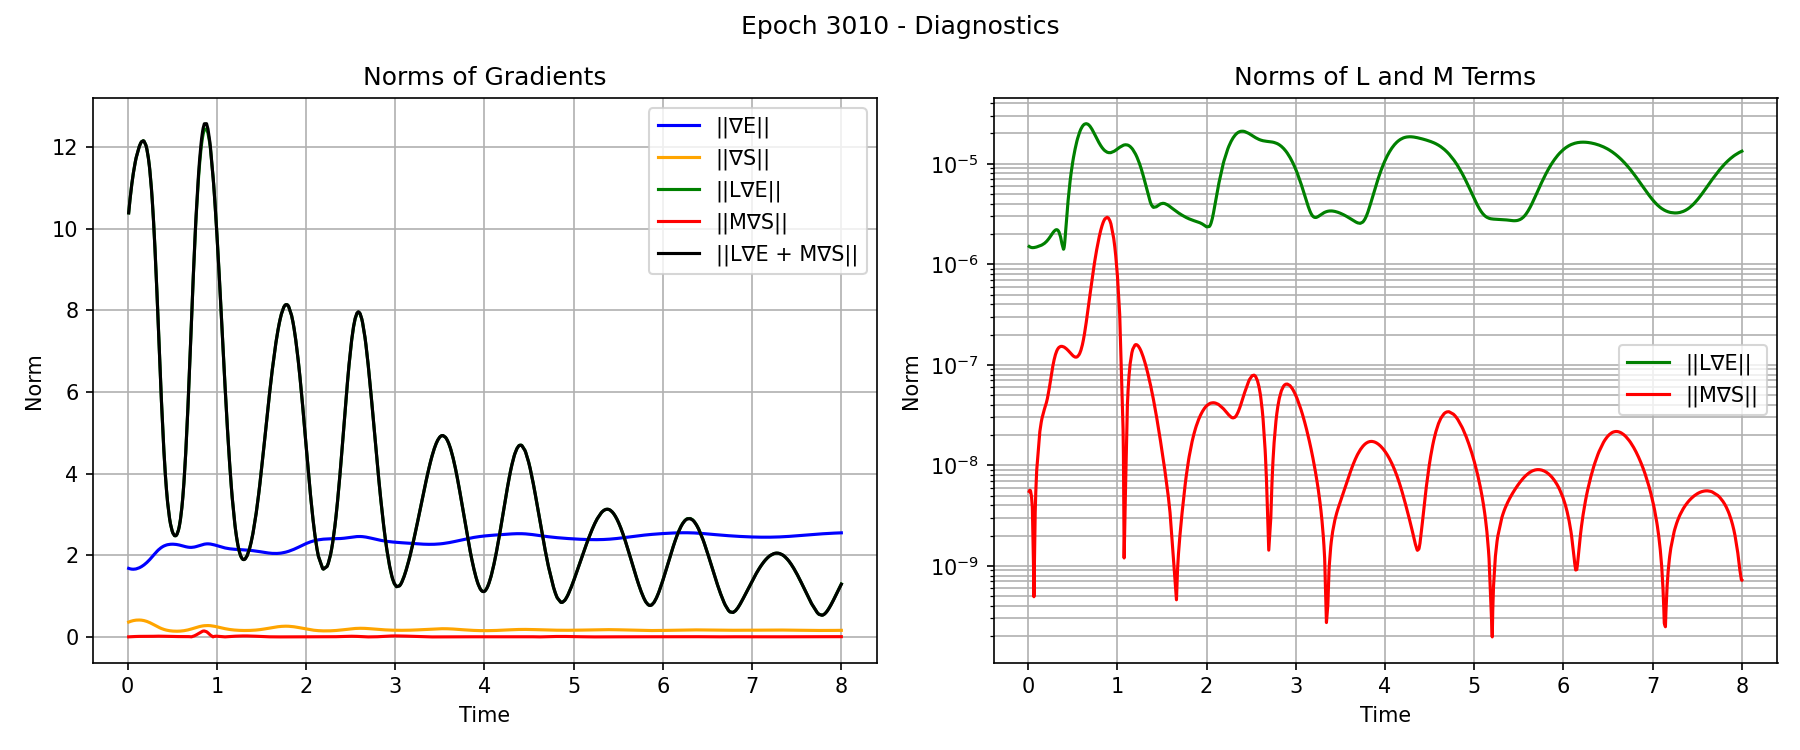 Epoch 3010 - Diagnostics
Norms of Gradients
Norm
12
10
8
6
4
2
0
||∇E||
||∇S||
||L∇E||
||M∇S||
||L∇E + M∇S||
0 1 2 3 4 5 6 7 8
Time
Norms of L and M Terms
Norm
10⁻⁵
10⁻⁶
10⁻⁷
10⁻⁸
10⁻⁹
||L∇E||
||M∇S||
0 1 2 3 4 5 6 7 8
Time